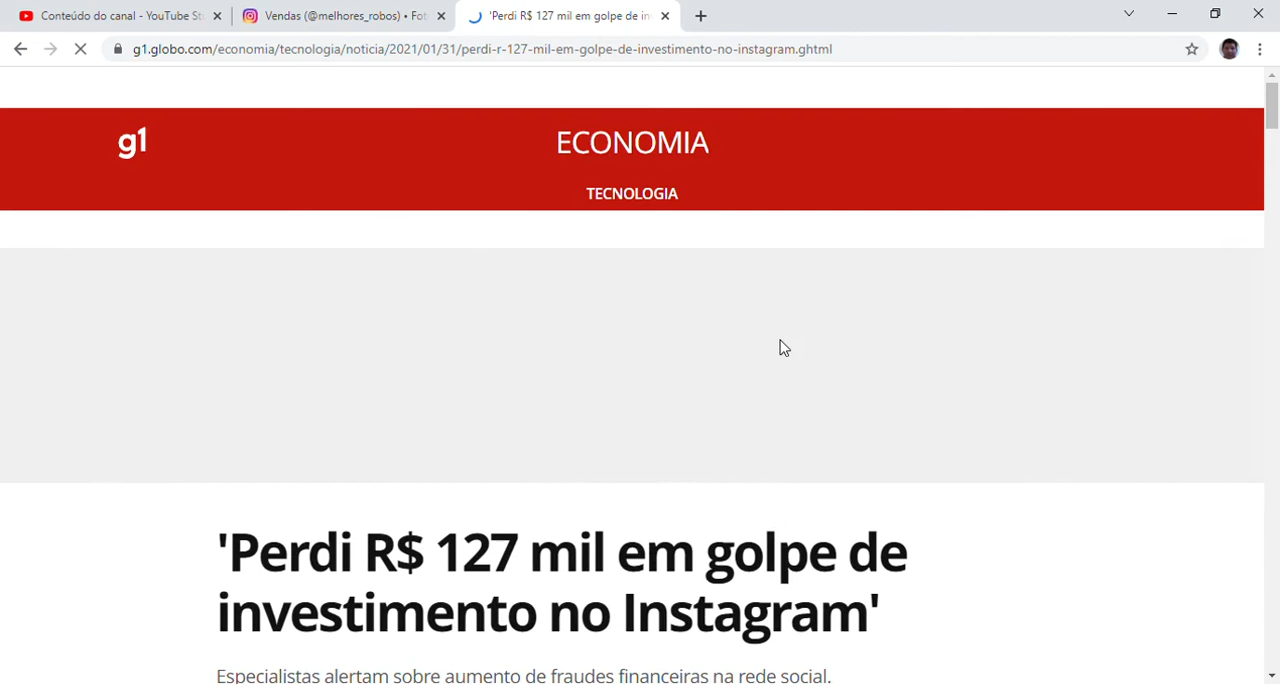 Conteúdo do canal - YouTube St
Vendas (@melhores_robos) • Fot
'Perdi R$ 127 mil em golpe de in
g1.globo.com/economia/tecnologia/noticia/2021/01/31/perdi-r-127-mil-em-golpe-de-investimento-no-instagram.ghtml
g1
ECONOMIA
TECNOLOGIA
'Perdi R$ 127 mil em golpe de
investimento no Instagram'
Especialistas alertam sobre aumento de fraudes financeiras na rede social.